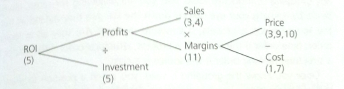 Sales
(3,4)
Profits
×
Price
(3,9,10)
ROI
(5)
÷
Margins
(11)
–
Investment
(5)
Cost
(1,7)